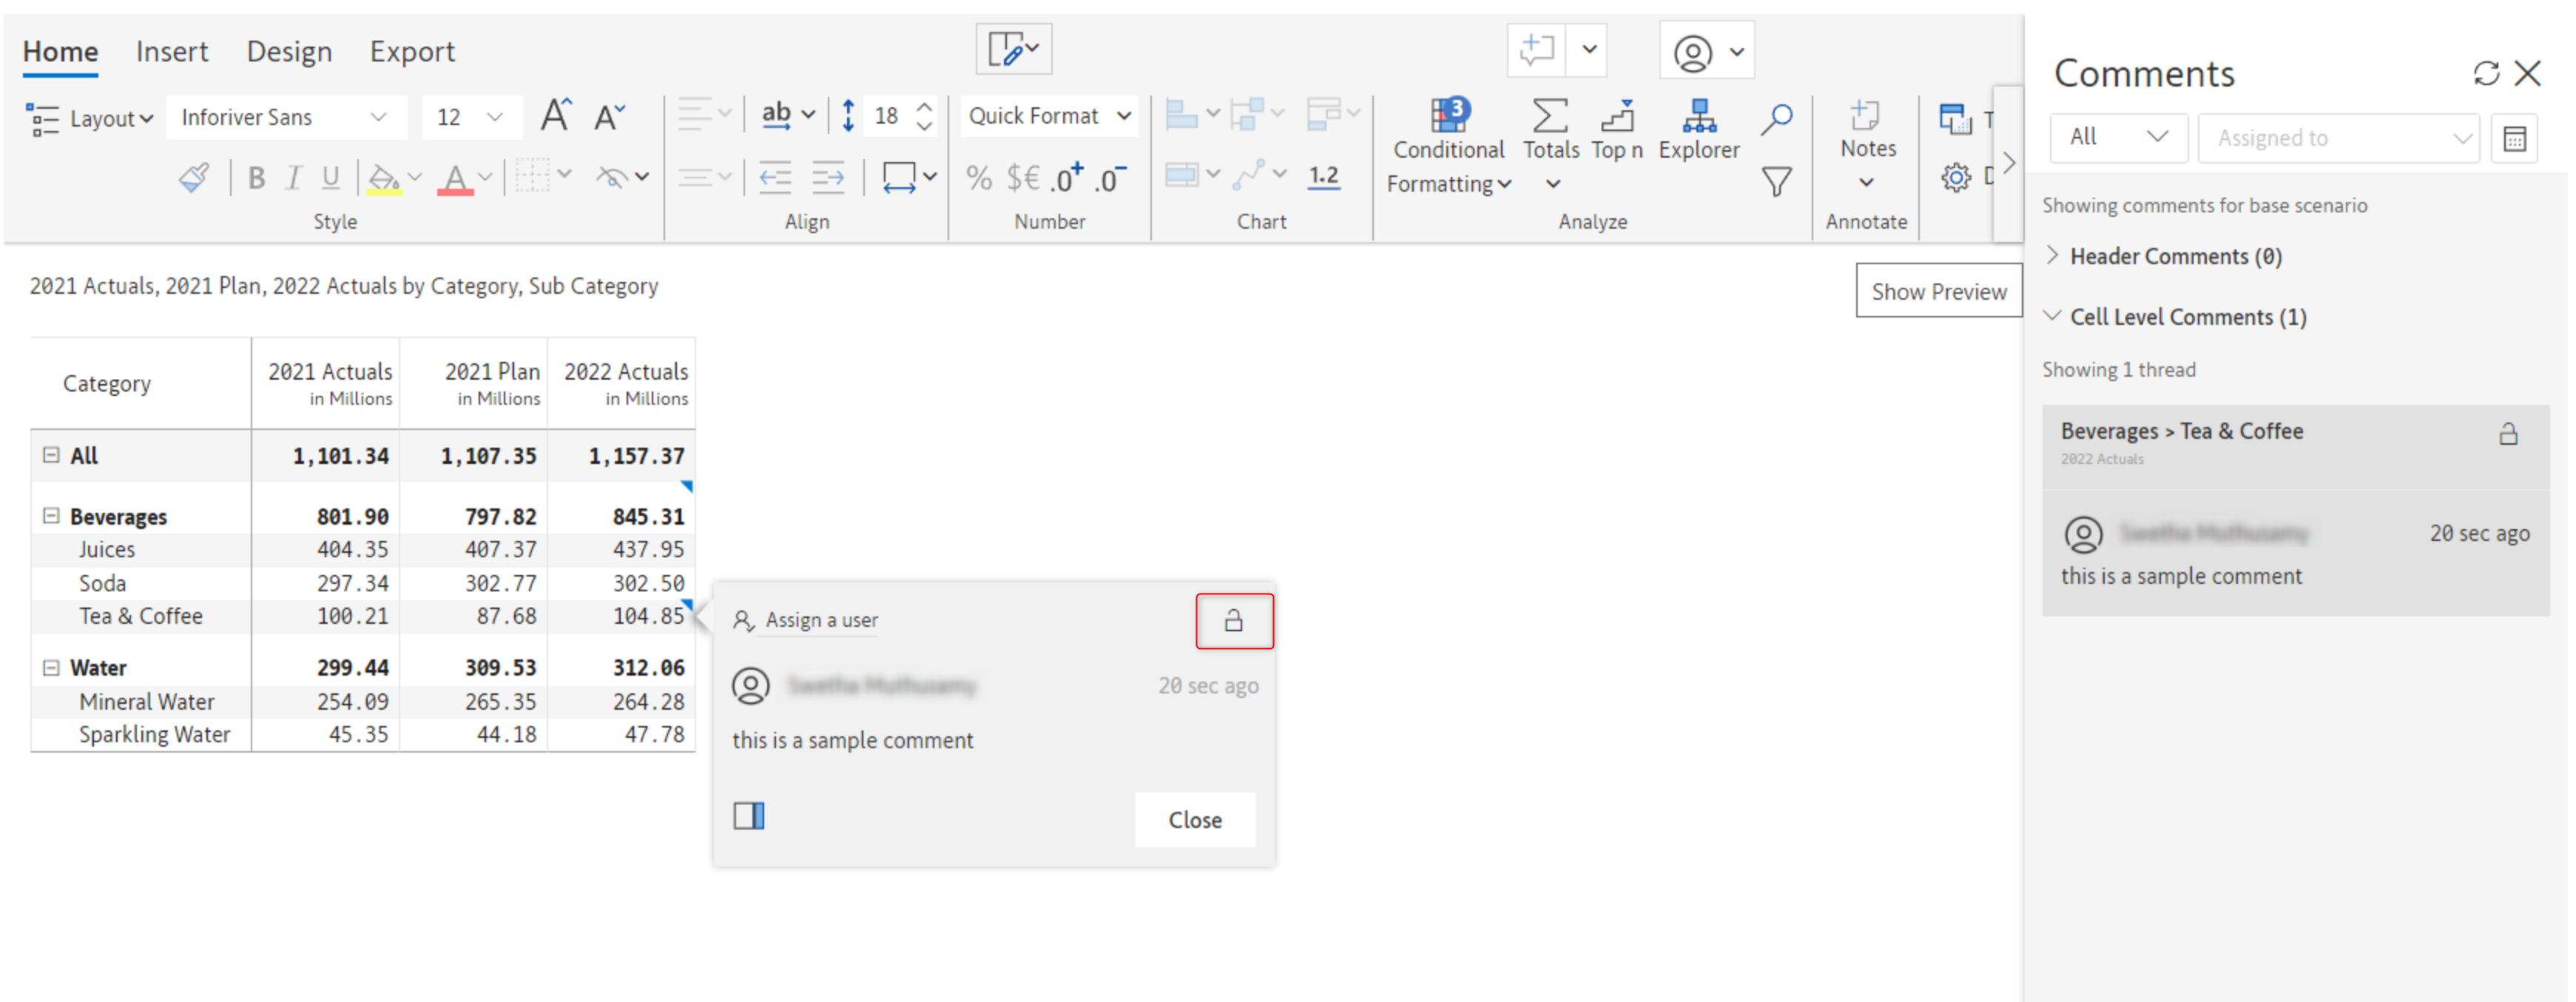 Home Insert Design Export
Layout Inforiver Sans 12 A A ab 18 Quick Format
B I U A % $€ .0+ .0- 1.2
3
Conditional Formatting Totals Top n Explorer Notes T
D
Style Align Number Chart Analyze Annotate
2021 Actuals, 2021 Plan, 2022 Actuals by Category, Sub Category
Show Preview
Category 2021 Actuals in Millions 2021 Plan in Millions 2022 Actuals in Millions
All 1,101.34 1,107.35 1,157.37
Beverages 801.90 797.82 845.31
Juices 404.35 407.37 437.95
Soda 297.34 302.77 302.50
Tea & Coffee 100.21 87.68 104.85
Water 299.44 309.53 312.06
Mineral Water 254.09 265.35 264.28
Sparkling Water 45.35 44.18 47.78
Assign a user
20 sec ago
this is a sample comment
Close
Comments
All Assigned to
Showing comments for base scenario
Header Comments (0)
Cell Level Comments (1)
Showing 1 thread
Beverages > Tea & Coffee
2022 Actuals
20 sec ago
this is a sample comment